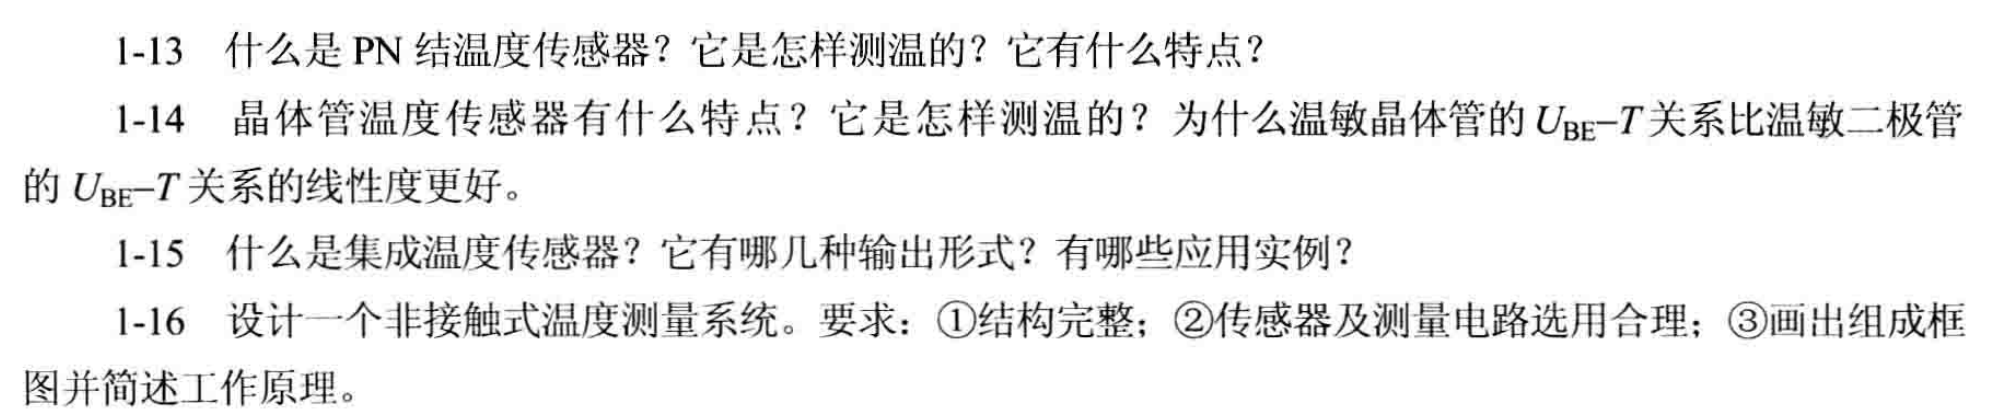 1-13 什么是 PN 结温度传感器？它是怎样测温的？它有什么特点？
1-14 晶体管温度传感器有什么特点？它是怎样测温的？为什么温敏晶体管的 UBE–T 关系比温敏二极管
的 UBE–T 关系的线性度更好。
1-15 什么是集成温度传感器？它有哪几种输出形式？有哪些应用实例？
1-16 设计一个非接触式温度测量系统。要求：①结构完整；②传感器及测量电路选用合理；③画出组成框
图并简述工作原理。